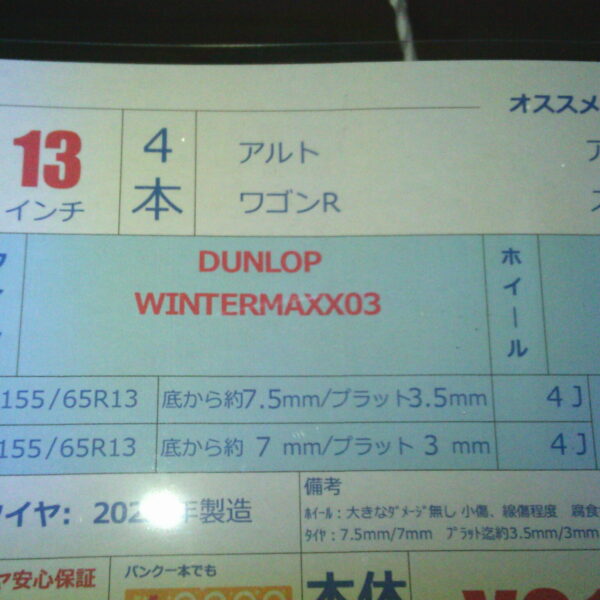 オススメ
13
インチ
4
本
アルト
ワゴンR
DUNLOP
WINTERMAXX03
ホイール
155/65R13 底から約7.5mm/プラット3.5mm 4J
155/65R13 底から約 7 mm/プラット 3 mm 4J
イヤ: 202 年製造
備考
ホイール:大きなダメージ無し 小傷、線傷程度 腐食
タイヤ:7.5mm/7mm プラット迄約3.5mm/3mm
ヤ安心保証
パンク一本でも
本体